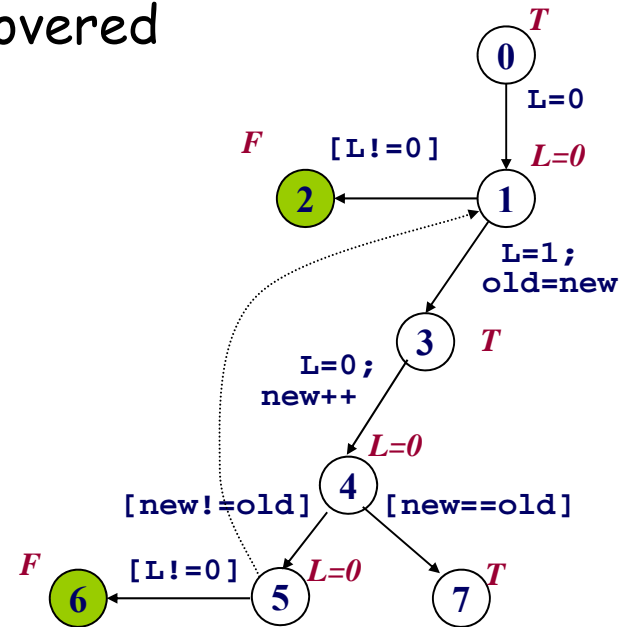 overed
T
0
L=0
F
[L!=0]
L=0
2
1
L=1;
old=new
3
T
L=0;
new++
L=0
4
[new!=old]
[new==old]
F
[L!=0]
L=0
T
6
5
7